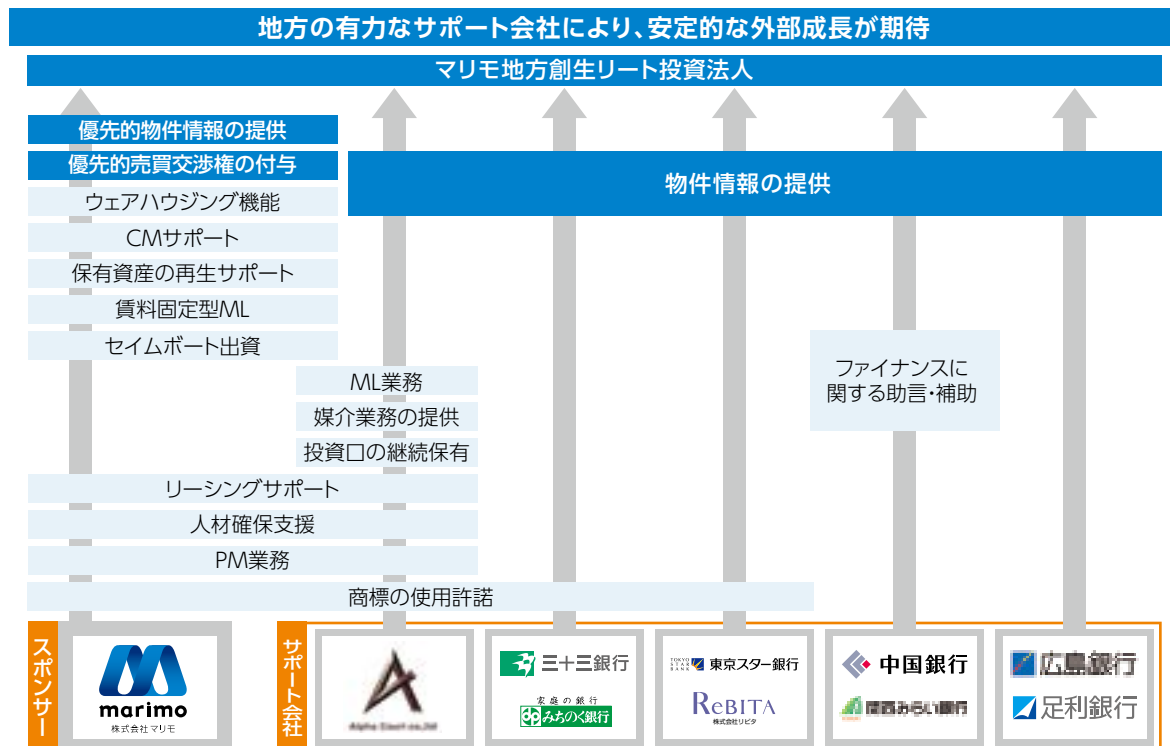 地方の有力なサポート会社により、安定的な外部成長が期待
マリモ地方創生リート投資法人
優先的物件情報の提供
優先的売買交渉権の付与
物件情報の提供
ウェアハウジング機能
CMサポート
保有資産の再生サポート
賃料固定型ML
セイムボート出資
ファイナンスに
関する助言・補助
ML業務
媒介業務の提供
投資口の継続保有
リーシングサポート
人材確保支援
PM業務
商標の使用許諾
スポンサー
marimo
株式会社マリモ
サポート会社
三十三銀行
家庭の銀行
みちのく銀行
TOKYO STAR BANK 東京スター銀行
ReBITA
株式会社リビタ
中国銀行
関西みらい銀行
広島銀行
足利銀行